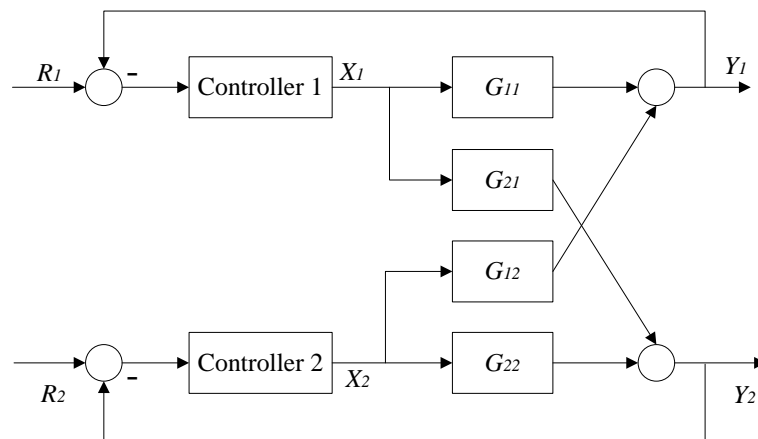 R1
-
Controller 1
X1
G11
Y1
G21
G12
R2
-
Controller 2
X2
G22
Y2